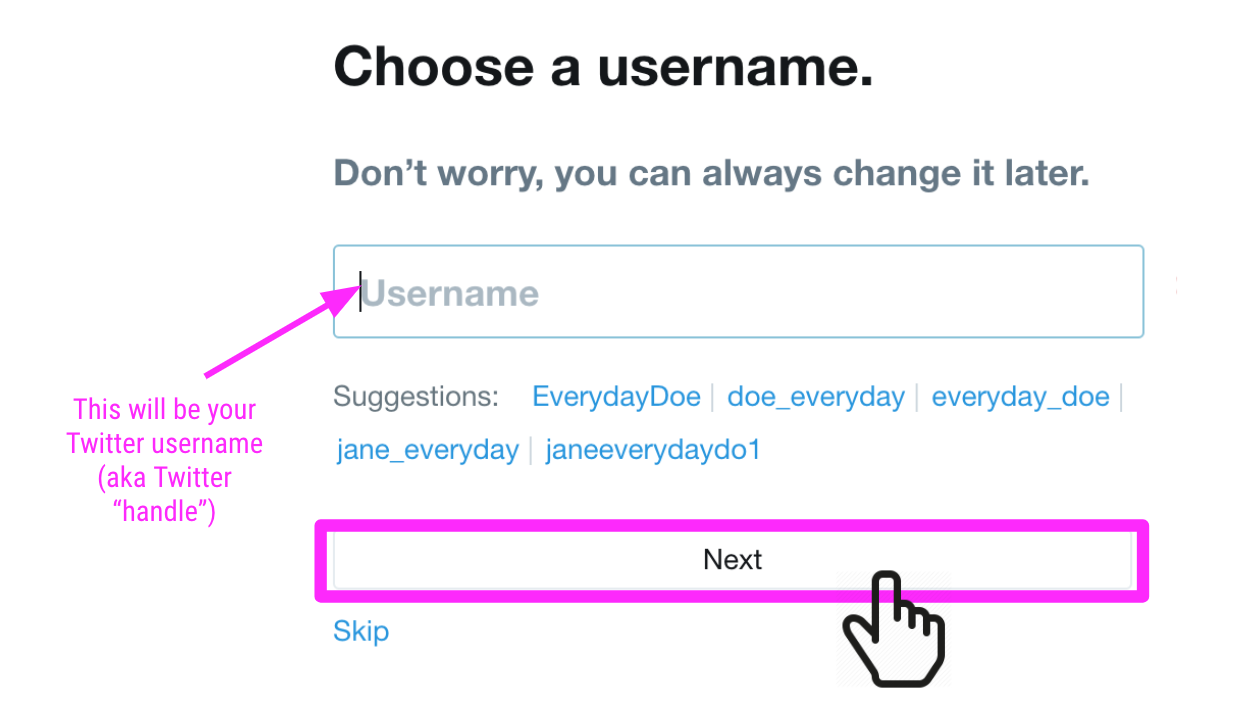 Choose a username.
Don’t worry, you can always change it later.
Username
Suggestions: EverydayDoe | doe_everyday | everyday_doe |
jane_everyday | janeeverydaydo1
This will be your
Twitter username
(aka Twitter
“handle”)
Next
Skip